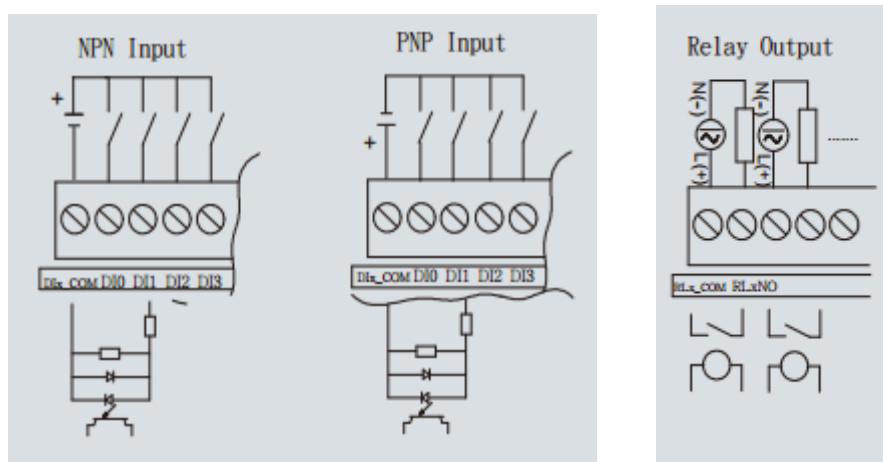 NPN Input
+
DIx_COM DI0 DI1 DI2 DI3
PNP Input
+
DIx_COM DI0 DI1 DI2 DI3
Relay Output
N(-) N(-)
L(+) L(+)
........
RLx_COM RLxNO